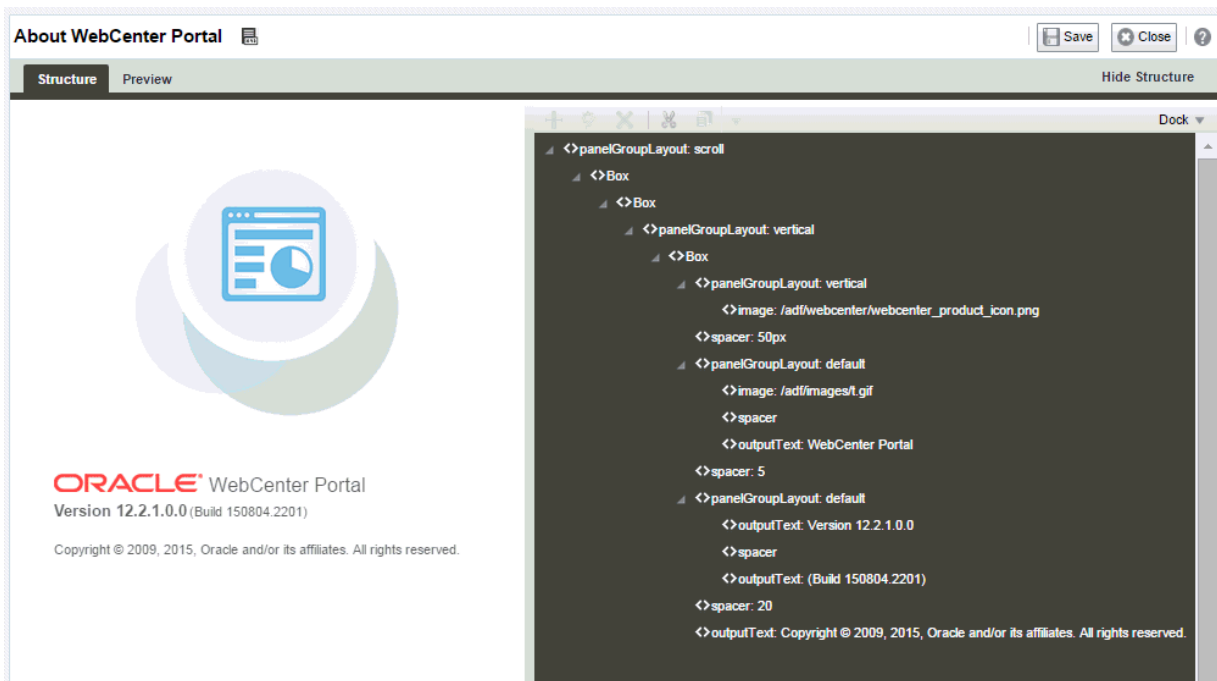 About WebCenter Portal
Save
Close
Structure
Preview
Hide Structure
Dock
<>panelGroupLayout: scroll
<>Box
<>Box
<>panelGroupLayout: vertical
<>Box
<>panelGroupLayout: vertical
<>image: /adf/webcenter/webcenter_product_icon.png
<>spacer: 50px
<>panelGroupLayout: default
<>image: /adf/images/t.gif
<>spacer
<>outputText: WebCenter Portal
<>spacer: 5
<>panelGroupLayout: default
<>outputText: Version 12.2.1.0.0
<>spacer
<>outputText: (Build 150804.2201)
<>spacer: 20
<>outputText: Copyright © 2009, 2015, Oracle and/or its affiliates. All rights reserved.
ORACLE® WebCenter Portal
Version 12.2.1.0.0 (Build 150804.2201)
Copyright © 2009, 2015, Oracle and/or its affiliates. All rights reserved.